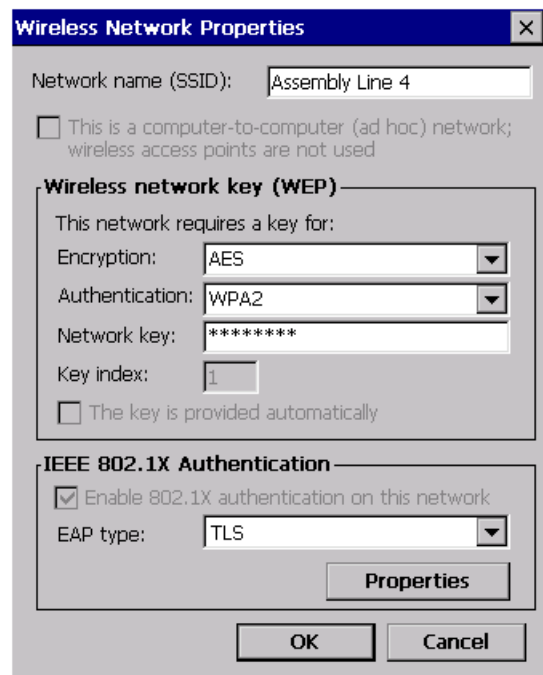 Wireless Network Properties
Network name (SSID): Assembly Line 4
This is a computer-to-computer (ad hoc) network;
wireless access points are not used
Wireless network key (WEP)
This network requires a key for:
Encryption: AES
Authentication: WPA2
Network key: ********
Key index: 1
The key is provided automatically
IEEE 802.1X Authentication
Enable 802.1X authentication on this network
EAP type: TLS
Properties
OK Cancel